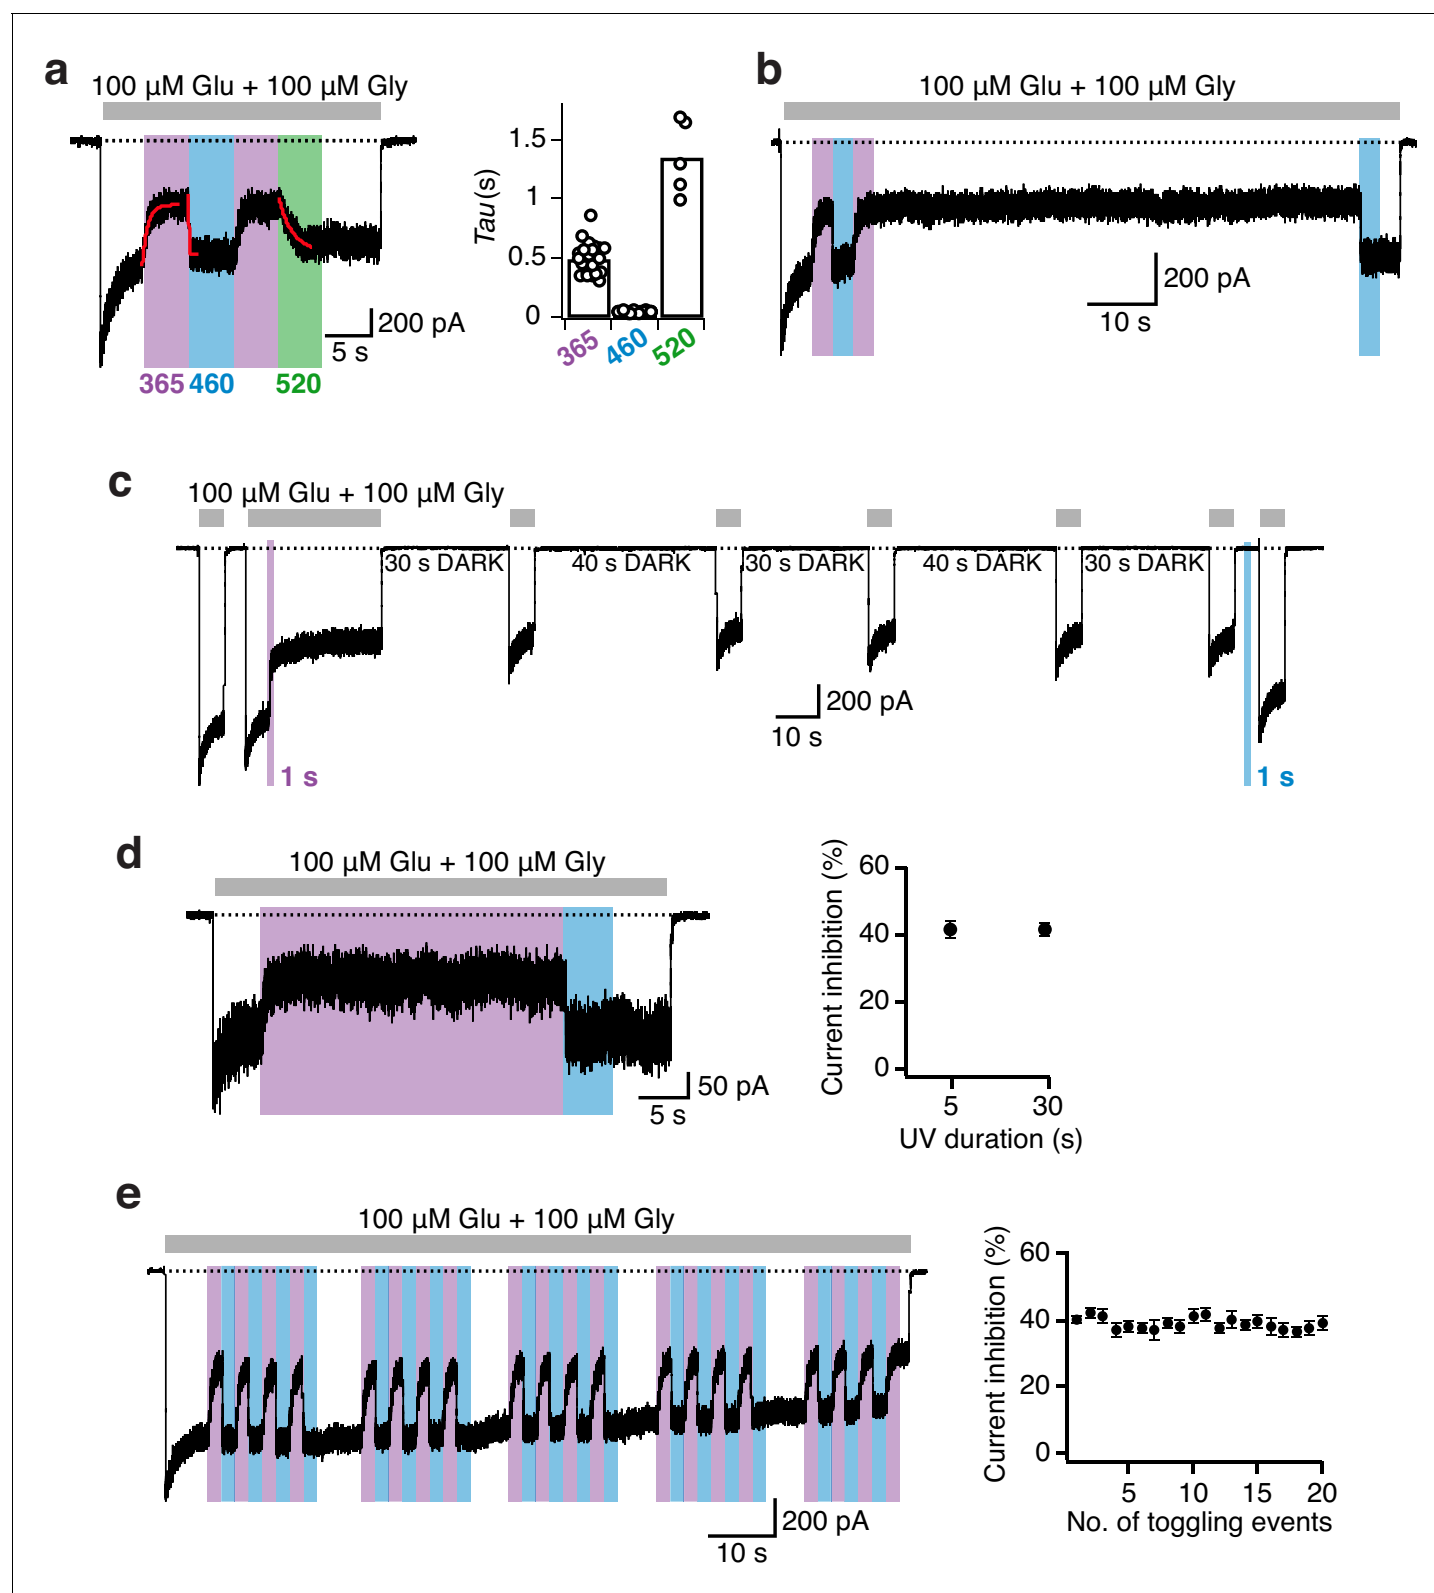 a
100 µM Glu + 100 µM Gly
200 pA
5 s
365 460 520
Tau (s)
1.5
1
0.5
0
365 460 520
b
100 µM Glu + 100 µM Gly
200 pA
10 s
c
100 µM Glu + 100 µM Gly
30 s DARK 40 s DARK 30 s DARK 40 s DARK 30 s DARK
200 pA
10 s
1 s
1 s
d
100 µM Glu + 100 µM Gly
50 pA
5 s
Current inhibition (%)
60
40
20
0
5 30
UV duration (s)
e
100 µM Glu + 100 µM Gly
200 pA
10 s
Current inhibition (%)
60
40
20
0
5 10 15 20
No. of toggling events